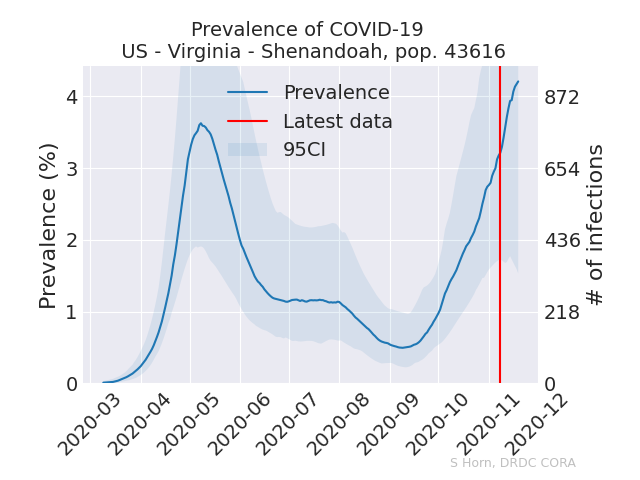 Prevalence of COVID-19
US - Virginia - Shenandoah, pop. 43616
Prevalence (%)
4
3
2
1
0
Prevalence
Latest data
95CI
872
654
436
218
0
# of infections
2020-03
2020-04
2020-05
2020-06
2020-07
2020-08
2020-09
2020-10
2020-11
2020-12
S Horn, DRDC CORA